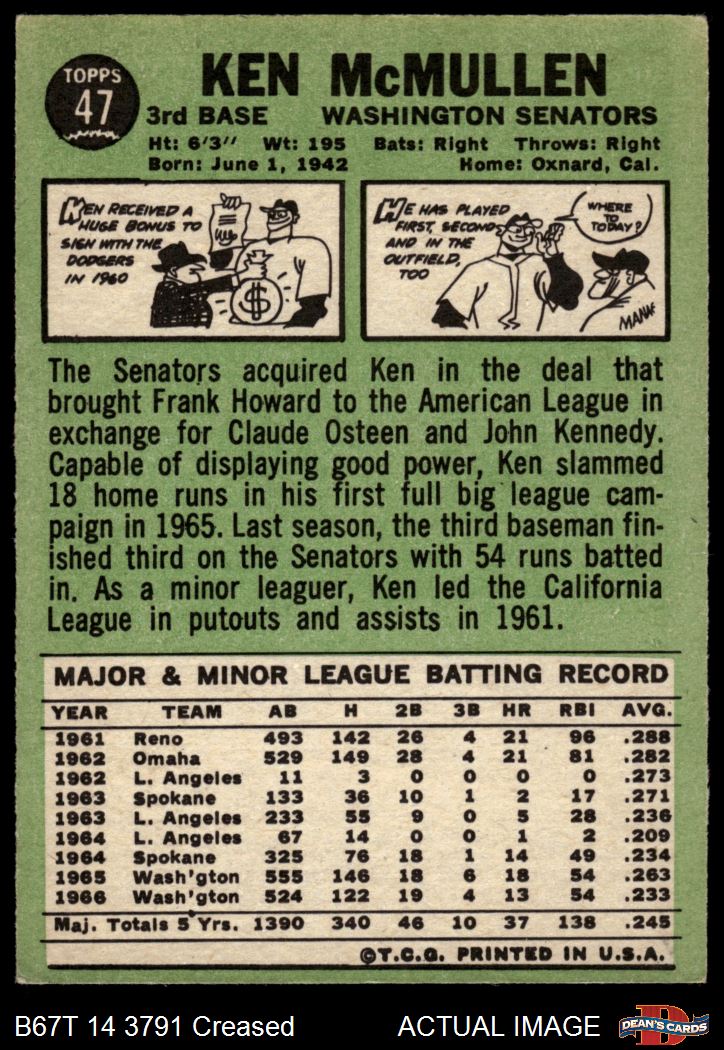 TOPPS
47
KEN McMULLEN
3rd BASE WASHINGTON SENATORS
Ht: 6'3'' Wt: 195 Bats: Right Throws: Right
Born: June 1, 1942 Home: Oxnard, Cal.
KEN RECEIVED A
HUGE BONUS TO
SIGN WITH THE
DODGERS
IN 1960
$
HE HAS PLAYED
FIRST, SECOND
AND IN THE
OUTFIELD,
TOO
WHERE
TO
TODAY?
The Senators acquired Ken in the deal that
brought Frank Howard to the American League in
exchange for Claude Osteen and John Kennedy.
Capable of displaying good power, Ken slammed
18 home runs in his first full big league cam-
paign in 1965. Last season, the third baseman fin-
ished third on the Senators with 54 runs batted
in. As a minor leaguer, Ken led the California
League in putouts and assists in 1961.
MAJOR & MINOR LEAGUE BATTING RECORD
YEAR TEAM AB H 2B 3B HR RBI AVG.
1961 Reno 493 142 26 4 21 96 .288
1962 Omaha 529 149 28 4 21 81 .282
1962 L. Angeles 11 3 0 0 0 0 .273
1963 Spokane 133 36 10 1 2 17 .271
1963 L. Angeles 233 55 9 0 5 28 .236
1964 L. Angeles 67 14 0 0 1 2 .209
1964 Spokane 325 76 18 1 14 49 .234
1965 Wash'gton 555 146 18 6 18 54 .263
1966 Wash'gton 524 122 19 4 13 54 .233
Maj. Totals 5 Yrs. 1390 340 46 10 37 138 .245
©T.C.G. PRINTED IN U.S.A.
B67T 14 3791 Creased ACTUAL IMAGE
D
DEAN'S CARDS